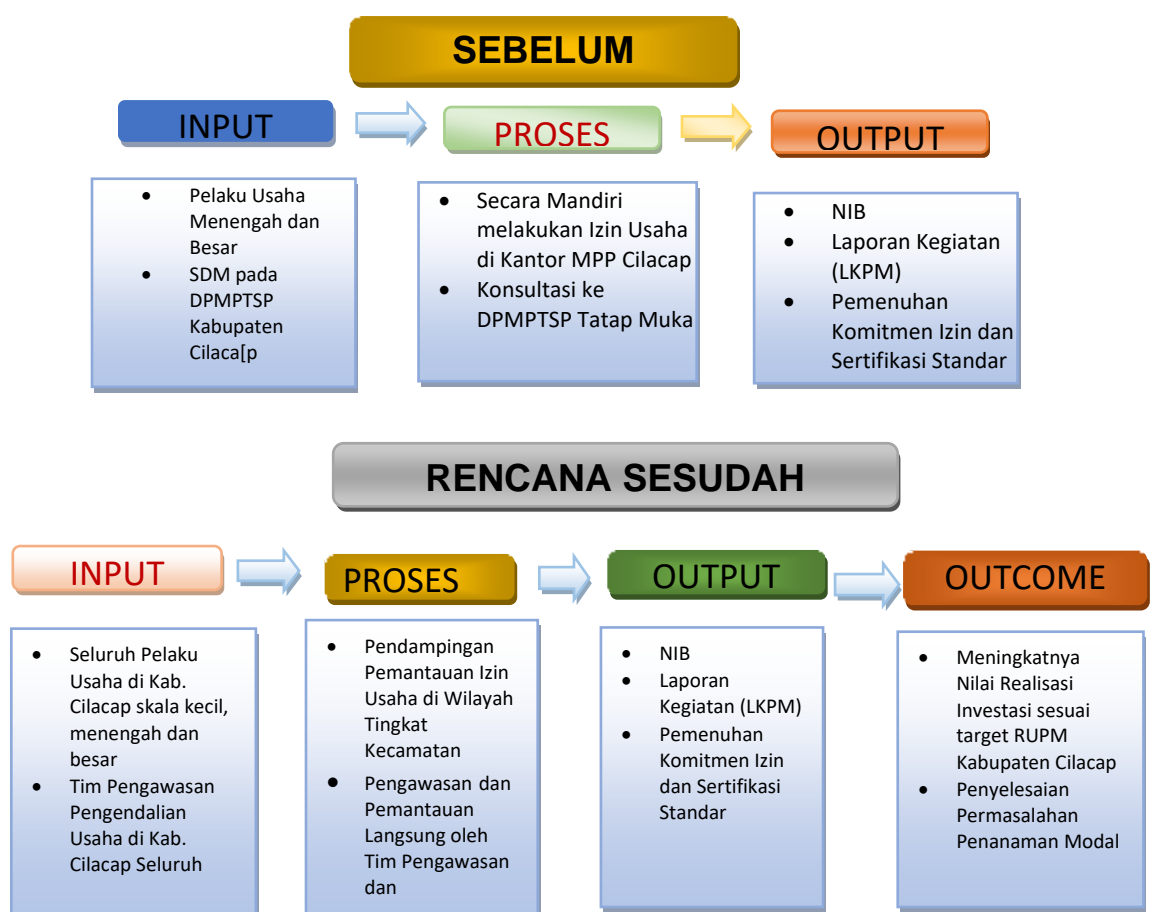 SEBELUM
INPUT
PROSES
OUTPUT
• Pelaku Usaha
Menengah dan
Besar
• SDM pada
DPMPTSP
Kabupaten
Cilaca[p
• Secara Mandiri
melakukan Izin Usaha
di Kantor MPP Cilacap
• Konsultasi ke
DPMPTSP Tatap Muka
• NIB
• Laporan Kegiatan
(LKPM)
• Pemenuhan
Komitmen Izin dan
Sertifikasi Standar
RENCANA SESUDAH
INPUT
PROSES
OUTPUT
OUTCOME
• Seluruh Pelaku
Usaha di Kab.
Cilacap skala kecil,
menengah dan
besar
• Tim Pengawasan
Pengendalian
Usaha di Kab.
Cilacap Seluruh
• Pendampingan
Pemantauan Izin
Usaha di Wilayah
Tingkat
Kecamatan
• Pengawasan dan
Pemantauan
Langsung oleh
Tim Pengawasan
dan
• NIB
• Laporan
Kegiatan (LKPM)
• Pemenuhan
Komitmen Izin
dan Sertifikasi
Standar
• Meningkatnya
Nilai Realisasi
Investasi sesuai
target RUPM
Kabupaten Cilacap
• Penyelesaian
Permasalahan
Penanaman Modal